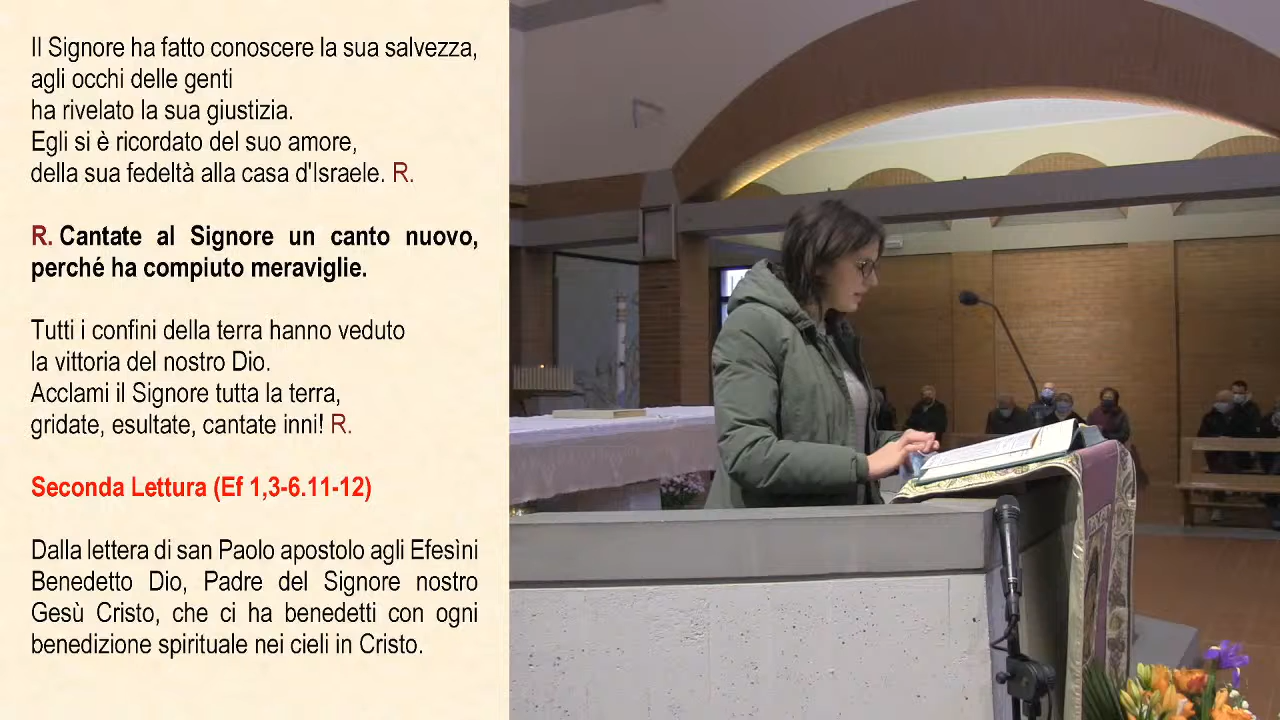 Il Signore ha fatto conoscere la sua salvezza,
agli occhi delle genti
ha rivelato la sua giustizia.
Egli si è ricordato del suo amore,
della sua fedeltà alla casa d'Israele. R.
R. Cantate al Signore un canto nuovo,
perché ha compiuto meraviglie.
Tutti i confini della terra hanno veduto
la vittoria del nostro Dio.
Acclami il Signore tutta la terra,
gridate, esultate, cantate inni! R.
Seconda Lettura (Ef 1,3-6.11-12)
Dalla lettera di san Paolo apostolo agli Efesìni
Benedetto Dio, Padre del Signore nostro
Gesù Cristo, che ci ha benedetti con ogni
benedizione spirituale nei cieli in Cristo.